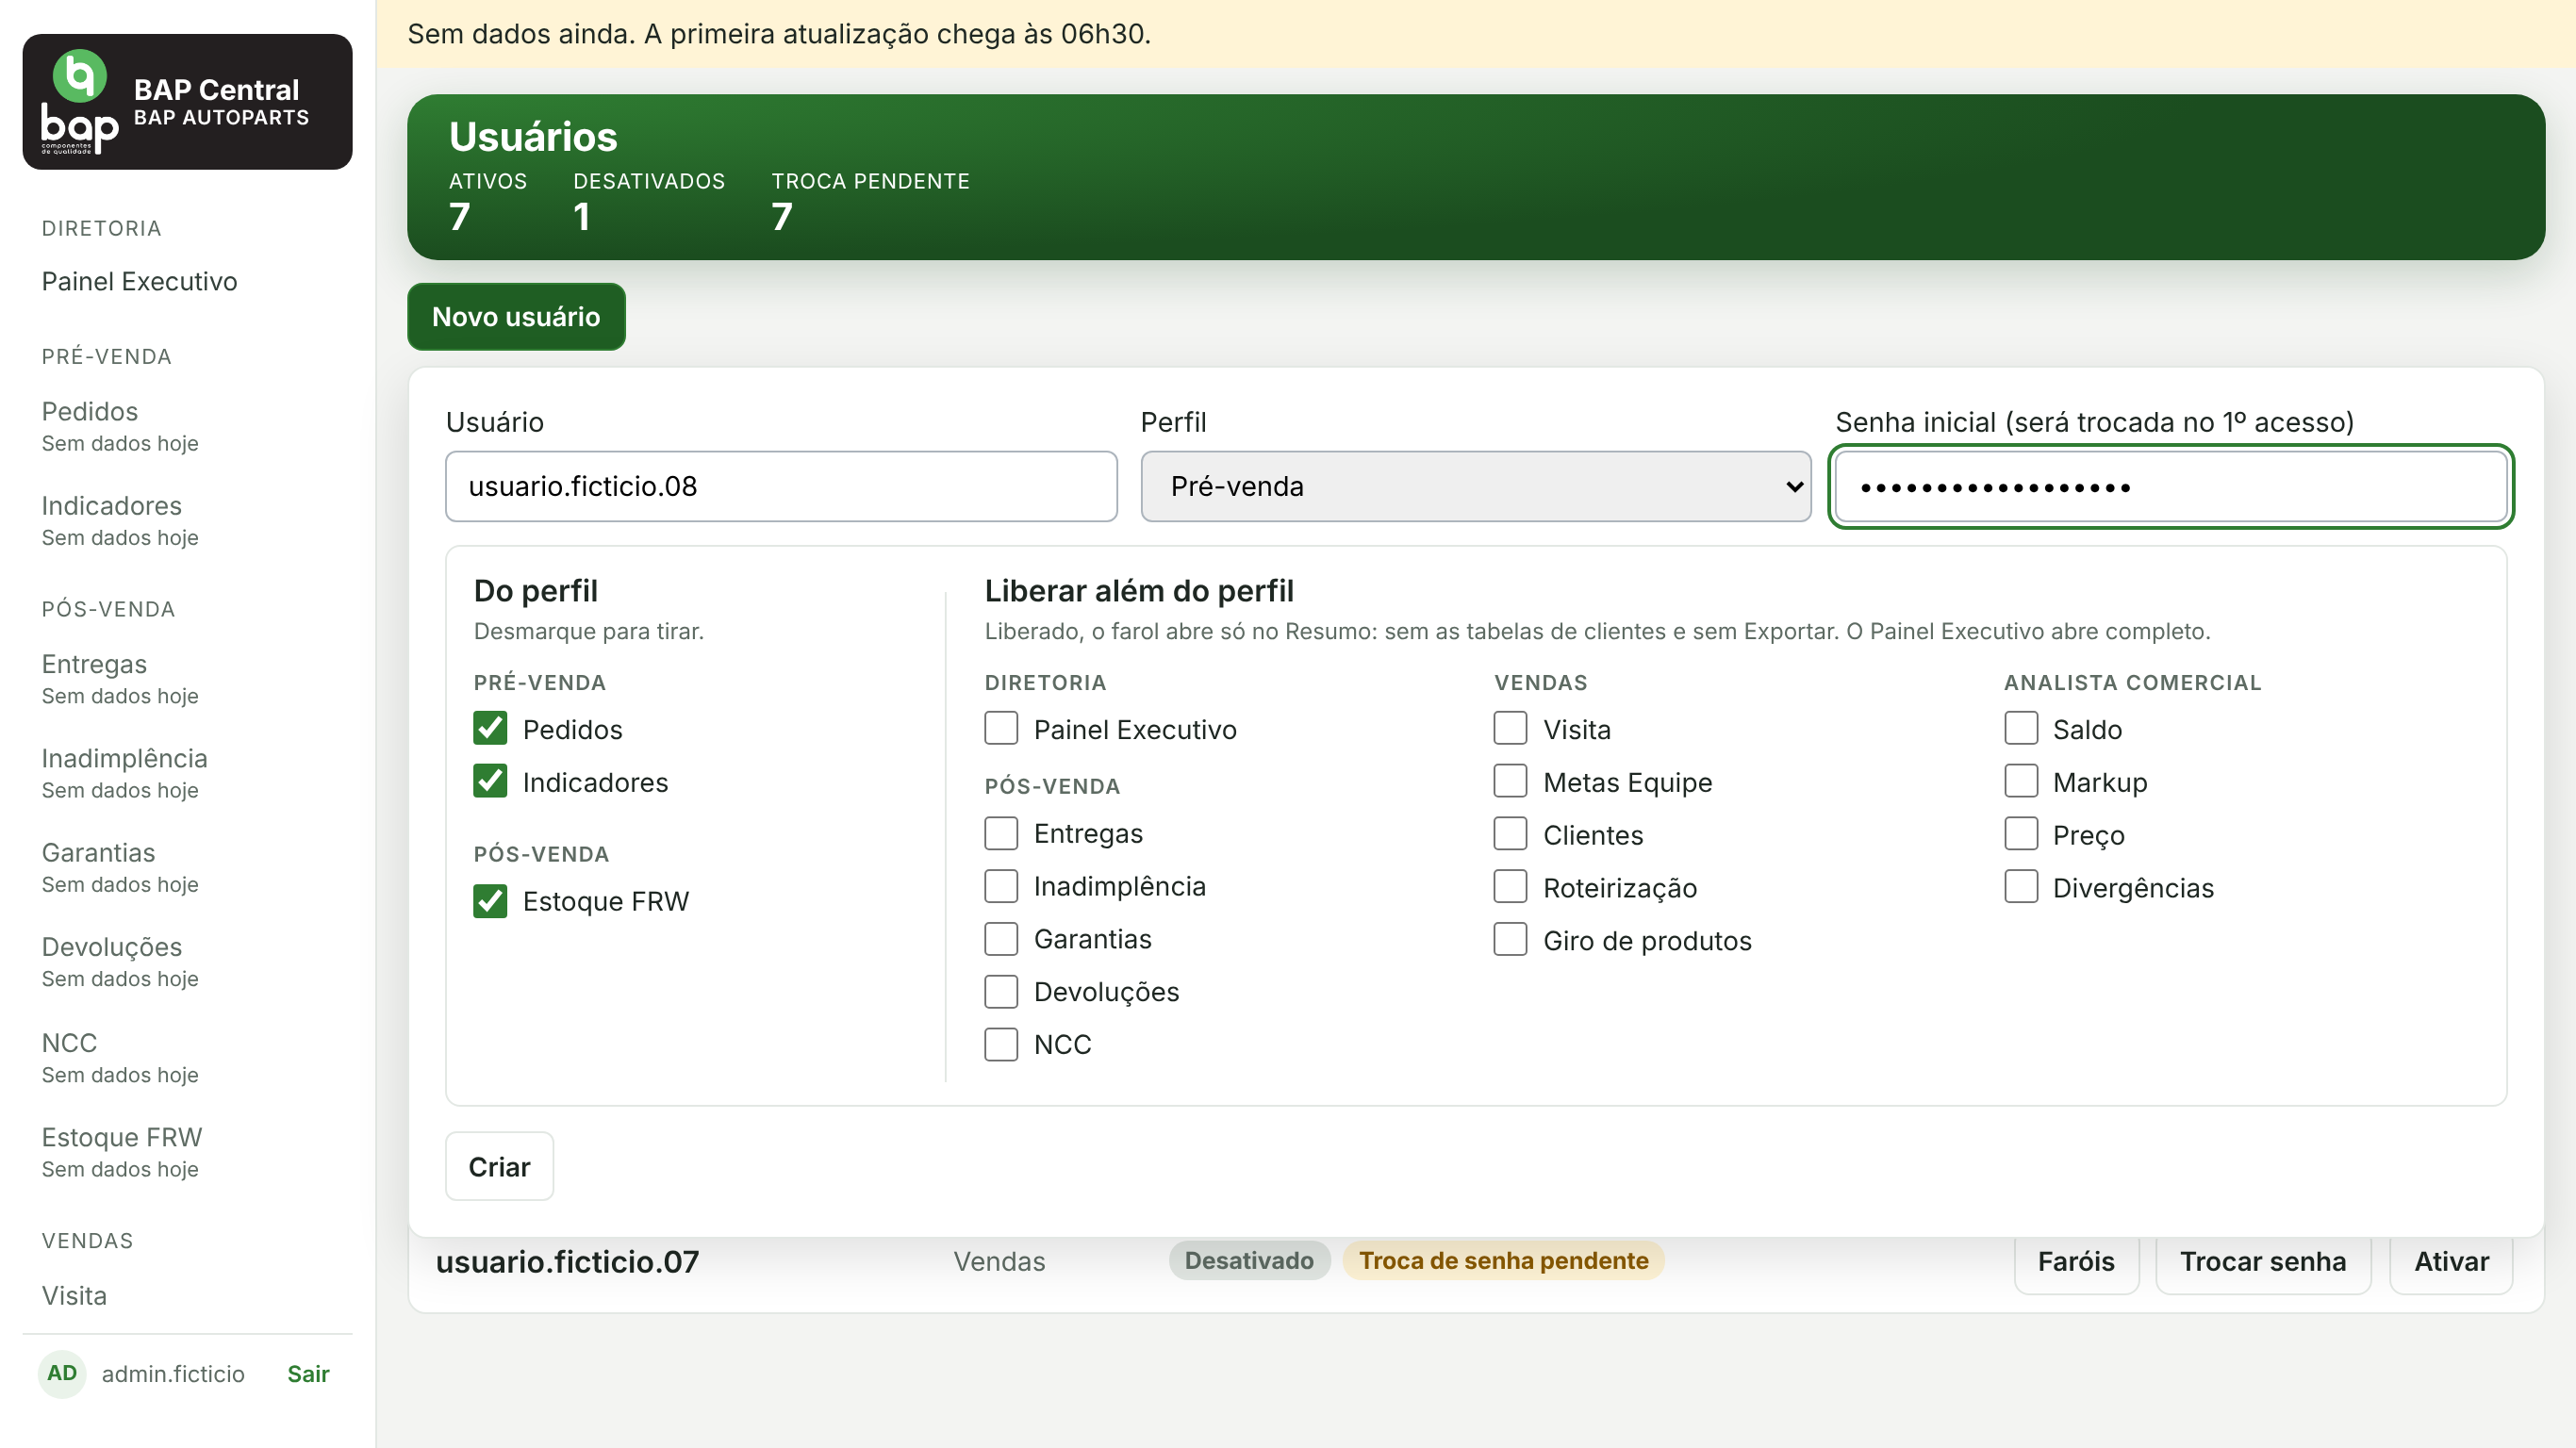 Sem dados ainda. A primeira atualização chega às 06h30.
bap
componentes
de qualidade
BAP Central
BAP AUTOPARTS
DIRETORIA
Painel Executivo
PRÉ-VENDA
Pedidos
Sem dados hoje
Indicadores
Sem dados hoje
PÓS-VENDA
Entregas
Sem dados hoje
Inadimplência
Sem dados hoje
Garantias
Sem dados hoje
Devoluções
Sem dados hoje
NCC
Sem dados hoje
Estoque FRW
Sem dados hoje
VENDAS
Visita
AD admin.ficticio Sair
Usuários
ATIVOS DESATIVADOS TROCA PENDENTE
7 1 7
Novo usuário
Usuário Perfil Senha inicial (será trocada no 1º acesso)
usuario.ficticio.08 Pré-venda ••••••••••••••••••
Do perfil
Desmarque para tirar.
PRÉ-VENDA
Pedidos
Indicadores
PÓS-VENDA
Estoque FRW
Liberar além do perfil
Liberado, o farol abre só no Resumo: sem as tabelas de clientes e sem Exportar. O Painel Executivo abre completo.
DIRETORIA
Painel Executivo
PÓS-VENDA
Entregas
Inadimplência
Garantias
Devoluções
NCC
VENDAS
Visita
Metas Equipe
Clientes
Roteirização
Giro de produtos
ANALISTA COMERCIAL
Saldo
Markup
Preço
Divergências
Criar
usuario.ficticio.07 Vendas Desativado Troca de senha pendente Faróis Trocar senha Ativar